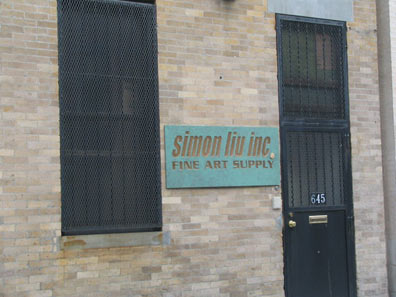 simon liu inc.
FINE ART SUPPLY
645